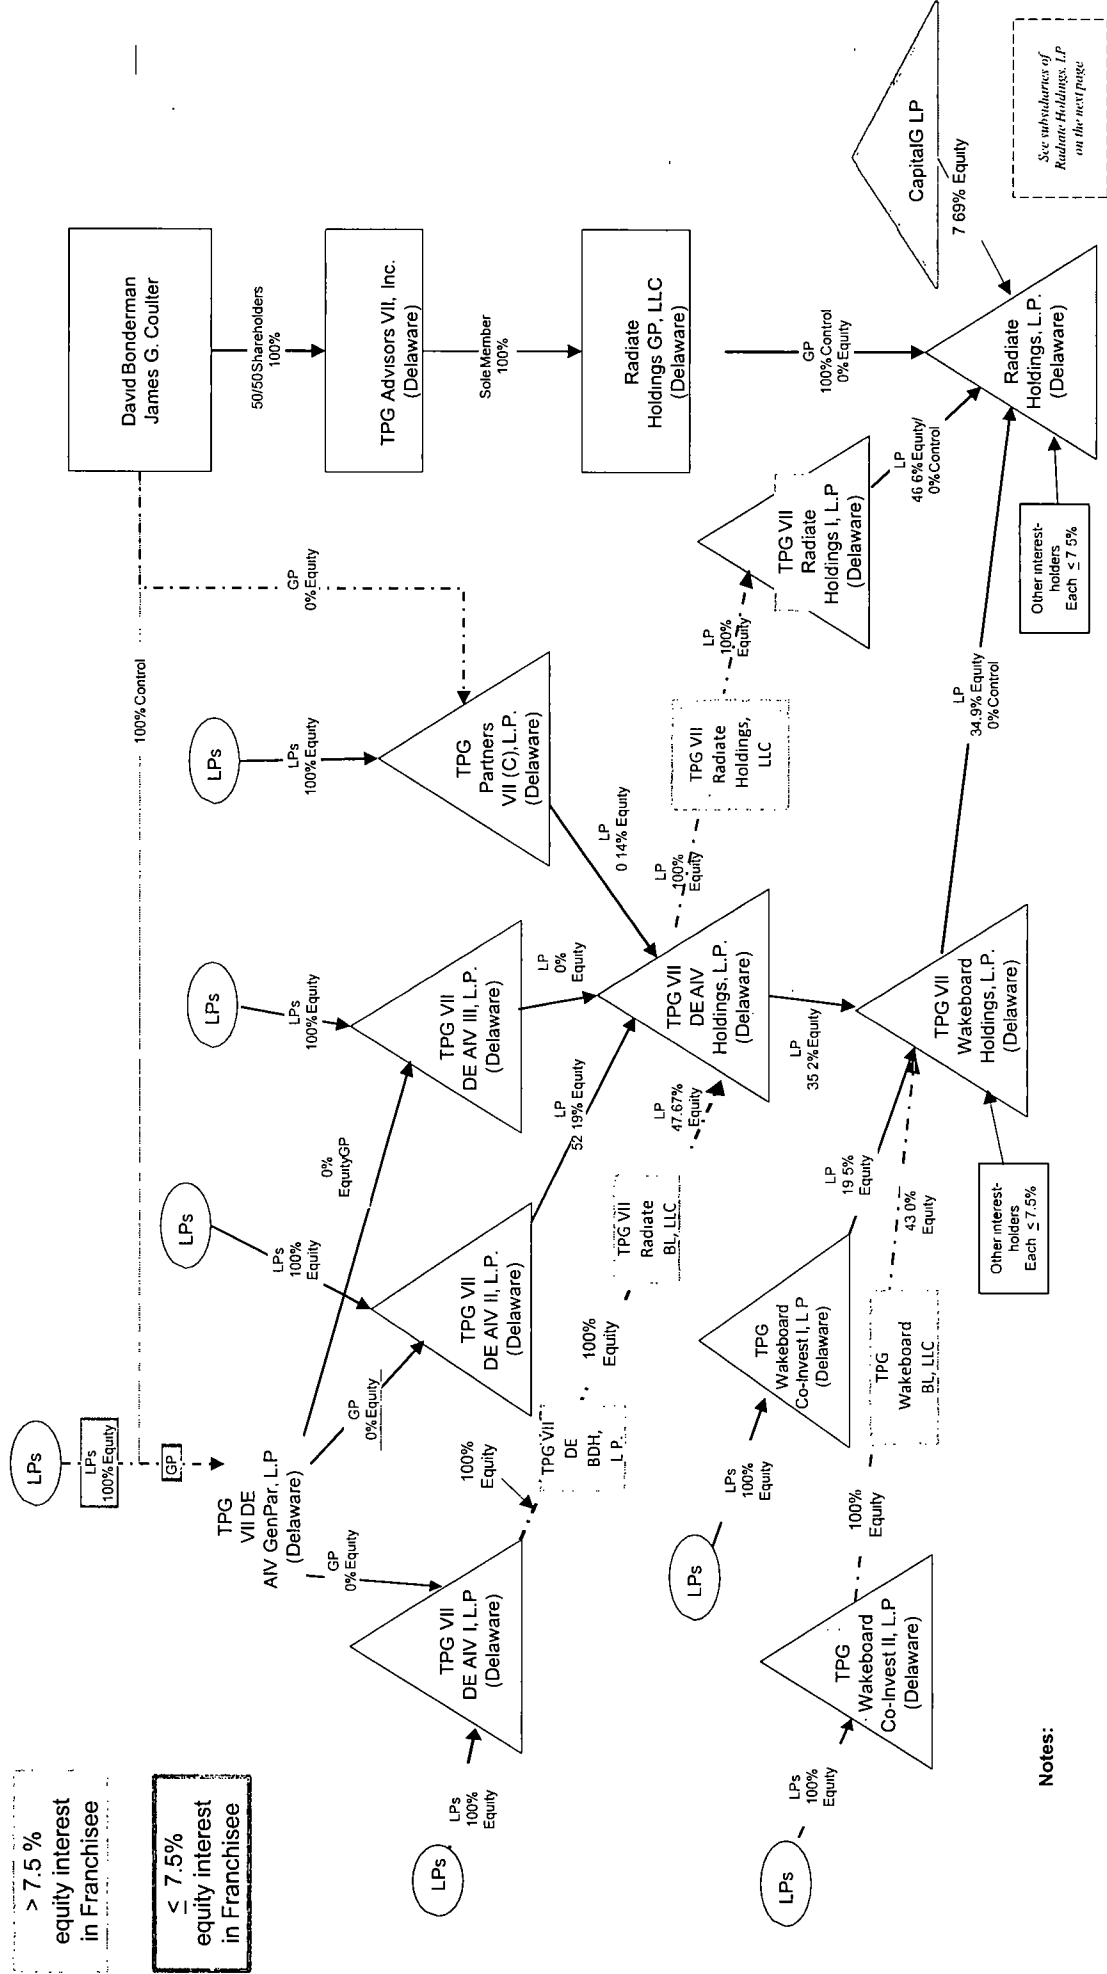 > 7.5 %
equity interest
in Franchisee
≤ 7.5%
equity interest
in Franchisee
David Bonderman
James G. Coulter
50/50 Shareholders
100%
TPG Advisors VII, Inc.
(Delaware)
Sole Member
100%
Radiate
Holdings GP, LLC
(Delaware)
GP
100% Control
0% Equity
100% Control
GP
0% Equity
LPs
LPs
100% Equity
GP
TPG
VII DE
AIV GenPar, L.P
(Delaware)
LPs
LPs
100%
Equity
LPs
LPs
100% Equity
LPs
LPs
100% Equity
0%
EquityGP
GP
0% Equity
GP
0% Equity
LPs
LPs
100%
Equity
TPG VII
DE AIV I, L.P
(Delaware)
TPG VII
DE AIV II, L.P.
(Delaware)
TPG VII
DE AIV III, L.P.
(Delaware)
TPG
Partners
VII (C), L.P.
(Delaware)
100%
Equity
TPG VII
DE
BDH,
L P.
100%
Equity
TPG VII
Radiate
BL, LLC
LP
47.67%
Equity
LP
52 19% Equity
LP
0%
Equity
LP
0 14% Equity
TPG VII
DE AIV
Holdings, L.P.
(Delaware)
LP
100%
Equity
TPG VII
Radiate
Holdings,
LLC
LP
100%
Equity
TPG VII
Radiate
Holdings I, L.P
(Delaware)
LP
46 6% Equity/
0% Control
LP
35 2% Equity
LPs
LPs
100%
Equity
TPG
Wakeboard
Co-Invest I, L P
(Delaware)
LP
19 5%
Equity
LPs
LPs
100%
Equity
TPG
Wakeboard
Co-Invest II, L.P
(Delaware)
100%
Equity
TPG
Wakeboard
BL, LLC
43 0%
Equity
TPG VII
Wakeboard
Holdings, L.P.
(Delaware)
Other interest-
holders
Each ≤ 7.5%
LP
34.9% Equity
0% Control
Other interest-
holders
Each ≤ 7 5%
Radiate
Holdings, L.P.
(Delaware)
CapitalG LP
7 69% Equity
See subsidiaries of
Radiate Holdings, LP
on the next page
Notes: